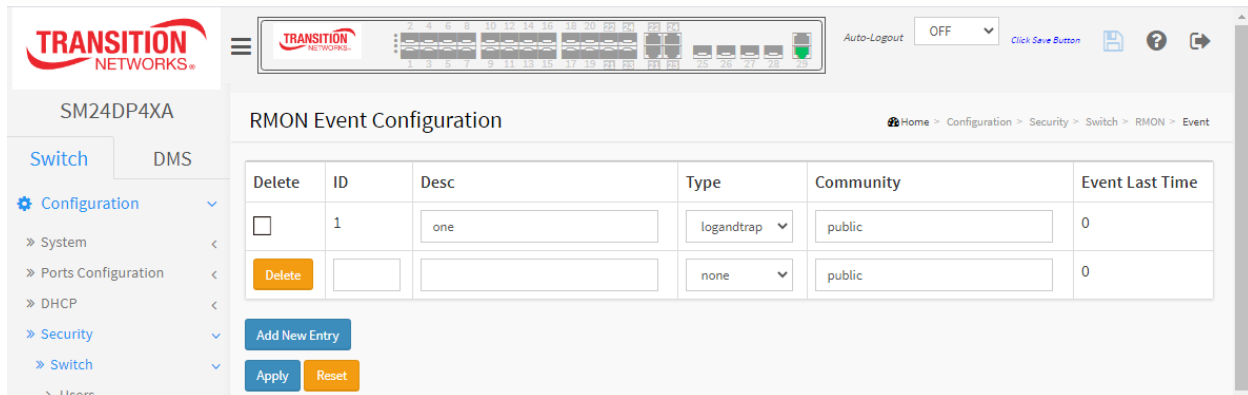 TRANSITION
NETWORKS®
TRANSITION
NETWORKS
2 4 6 8 10 12 14 16 18 20
1 3 5 7 9 11 13 15 17 19 25 26 27 28 29
Auto-Logout OFF Click Save Button
SM24DP4XA
Switch DMS
Configuration
» System
» Ports Configuration
» DHCP
» Security
» Switch
> Users
RMON Event Configuration
Home > Configuration > Security > Switch > RMON > Event
Delete ID Desc Type Community Event Last Time
1 one logandtrap public 0
Delete none public 0
Add New Entry
Apply Reset